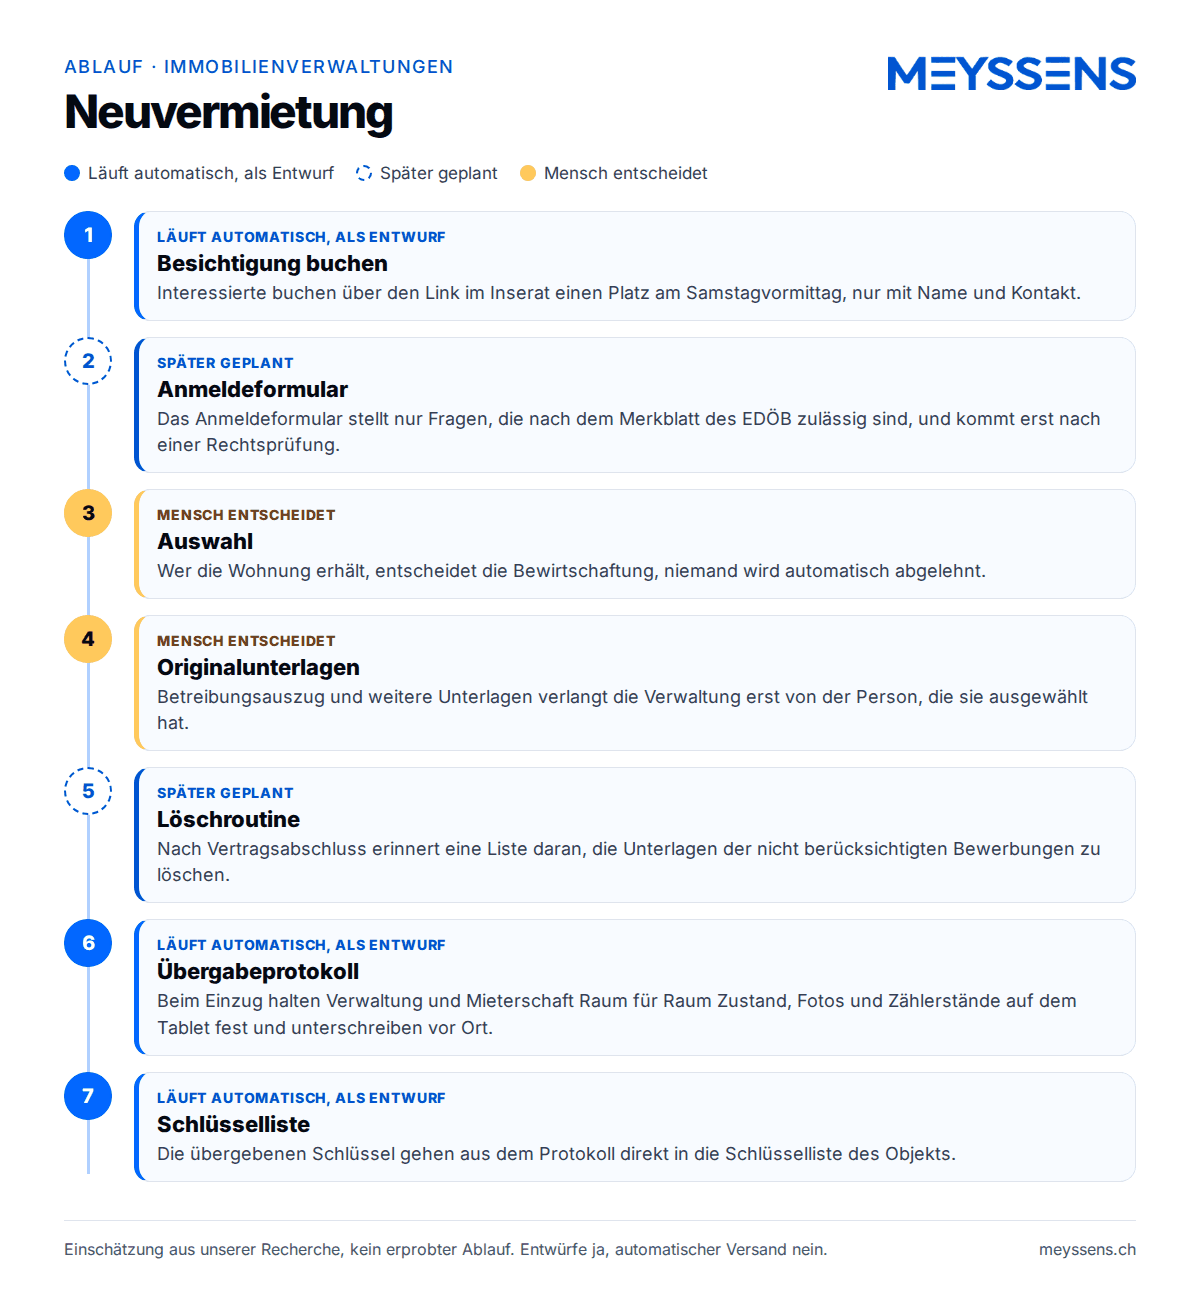 ABLAUF · IMMOBILIENVERWALTUNGEN
MEYSSENS
Neuvermietung
Läuft automatisch, als Entwurf
Später geplant
Mensch entscheidet
1
LÄUFT AUTOMATISCH, ALS ENTWURF
Besichtigung buchen
Interessierte buchen über den Link im Inserat einen Platz am Samstagvormittag, nur mit Name und Kontakt.
2
SPÄTER GEPLANT
Anmeldeformular
Das Anmeldeformular stellt nur Fragen, die nach dem Merkblatt des EDÖB zulässig sind, und kommt erst nach
einer Rechtsprüfung.
3
MENSCH ENTSCHEIDET
Auswahl
Wer die Wohnung erhält, entscheidet die Bewirtschaftung, niemand wird automatisch abgelehnt.
4
MENSCH ENTSCHEIDET
Originalunterlagen
Betreibungsauszug und weitere Unterlagen verlangt die Verwaltung erst von der Person, die sie ausgewählt
hat.
5
SPÄTER GEPLANT
Löschroutine
Nach Vertragsabschluss erinnert eine Liste daran, die Unterlagen der nicht berücksichtigten Bewerbungen zu
löschen.
6
LÄUFT AUTOMATISCH, ALS ENTWURF
Übergabeprotokoll
Beim Einzug halten Verwaltung und Mieterschaft Raum für Raum Zustand, Fotos und Zählerstände auf dem
Tablet fest und unterschreiben vor Ort.
7
LÄUFT AUTOMATISCH, ALS ENTWURF
Schlüsselliste
Die übergebenen Schlüssel gehen aus dem Protokoll direkt in die Schlüsselliste des Objekts.
Einschätzung aus unserer Recherche, kein erprobter Ablauf. Entwürfe ja, automatischer Versand nein.
meyssens.ch